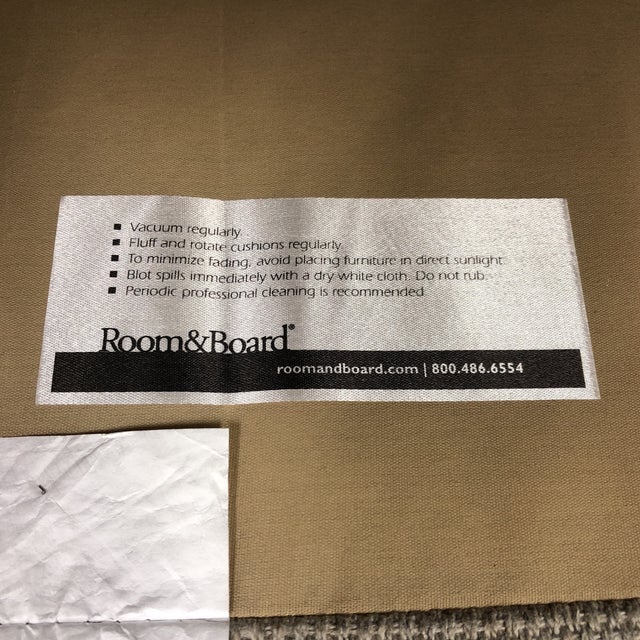 ▪ Vacuum regularly.
▪ Fluff and rotate cushions regularly.
▪ To minimize fading, avoid placing furniture in direct sunlight.
▪ Blot spills immediately with a dry white cloth. Do not rub.
▪ Periodic professional cleaning is recommended.
Room&Board®
roomandboard.com | 800.486.6554